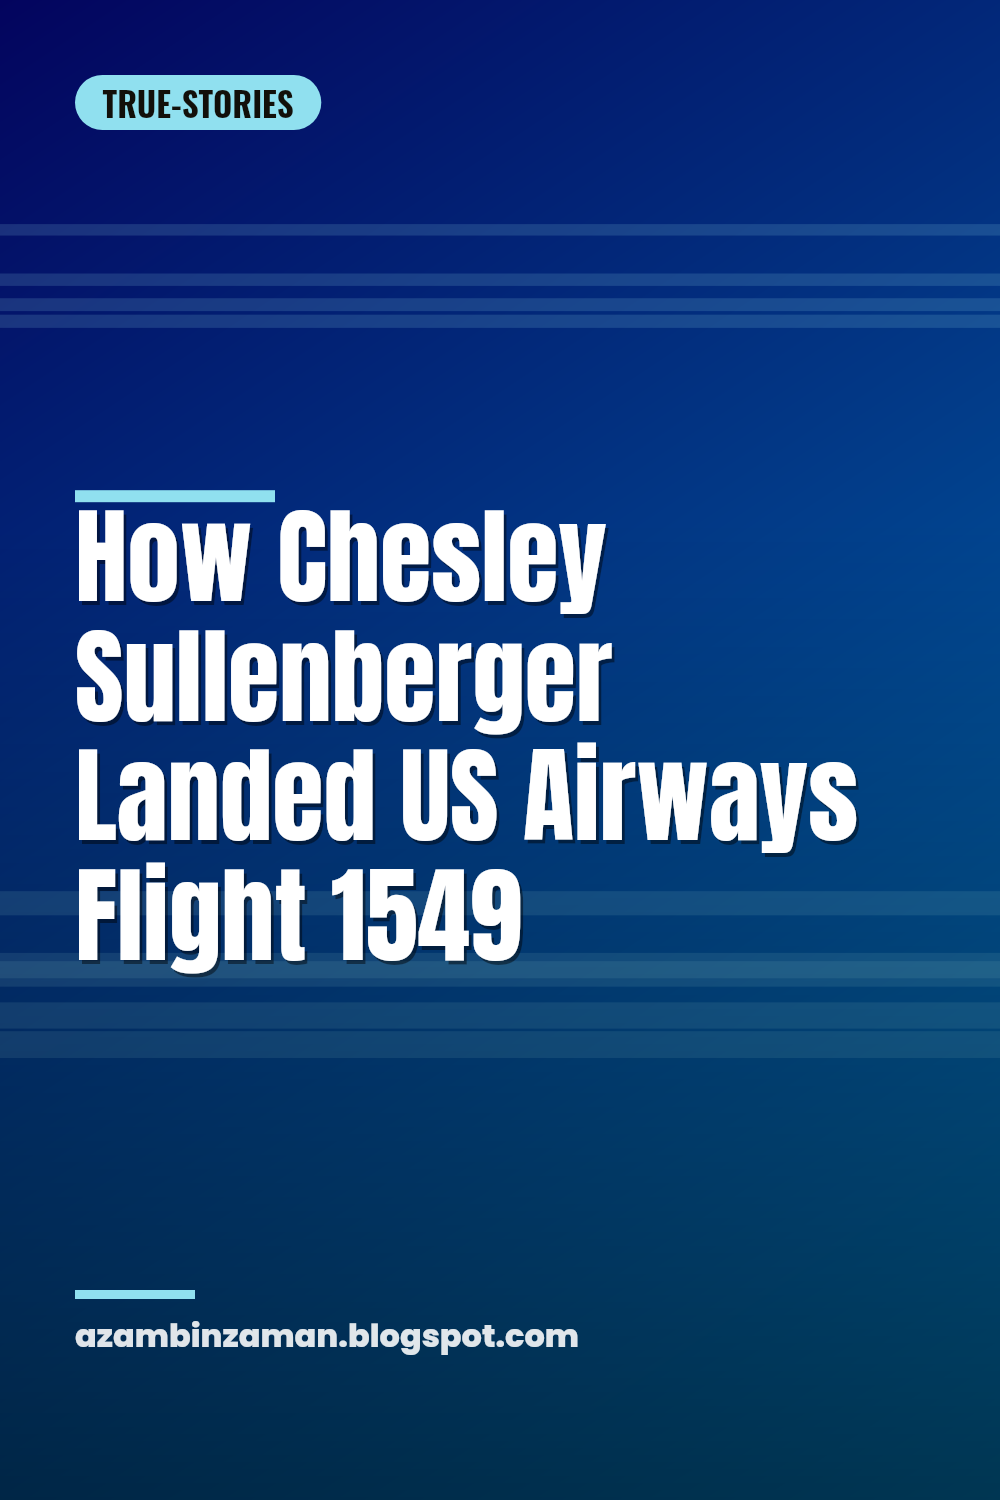 TRUE-STORIES
How Chesley
Sullenberger
Landed US Airways
Flight 1549
azambinzaman.blogspot.com